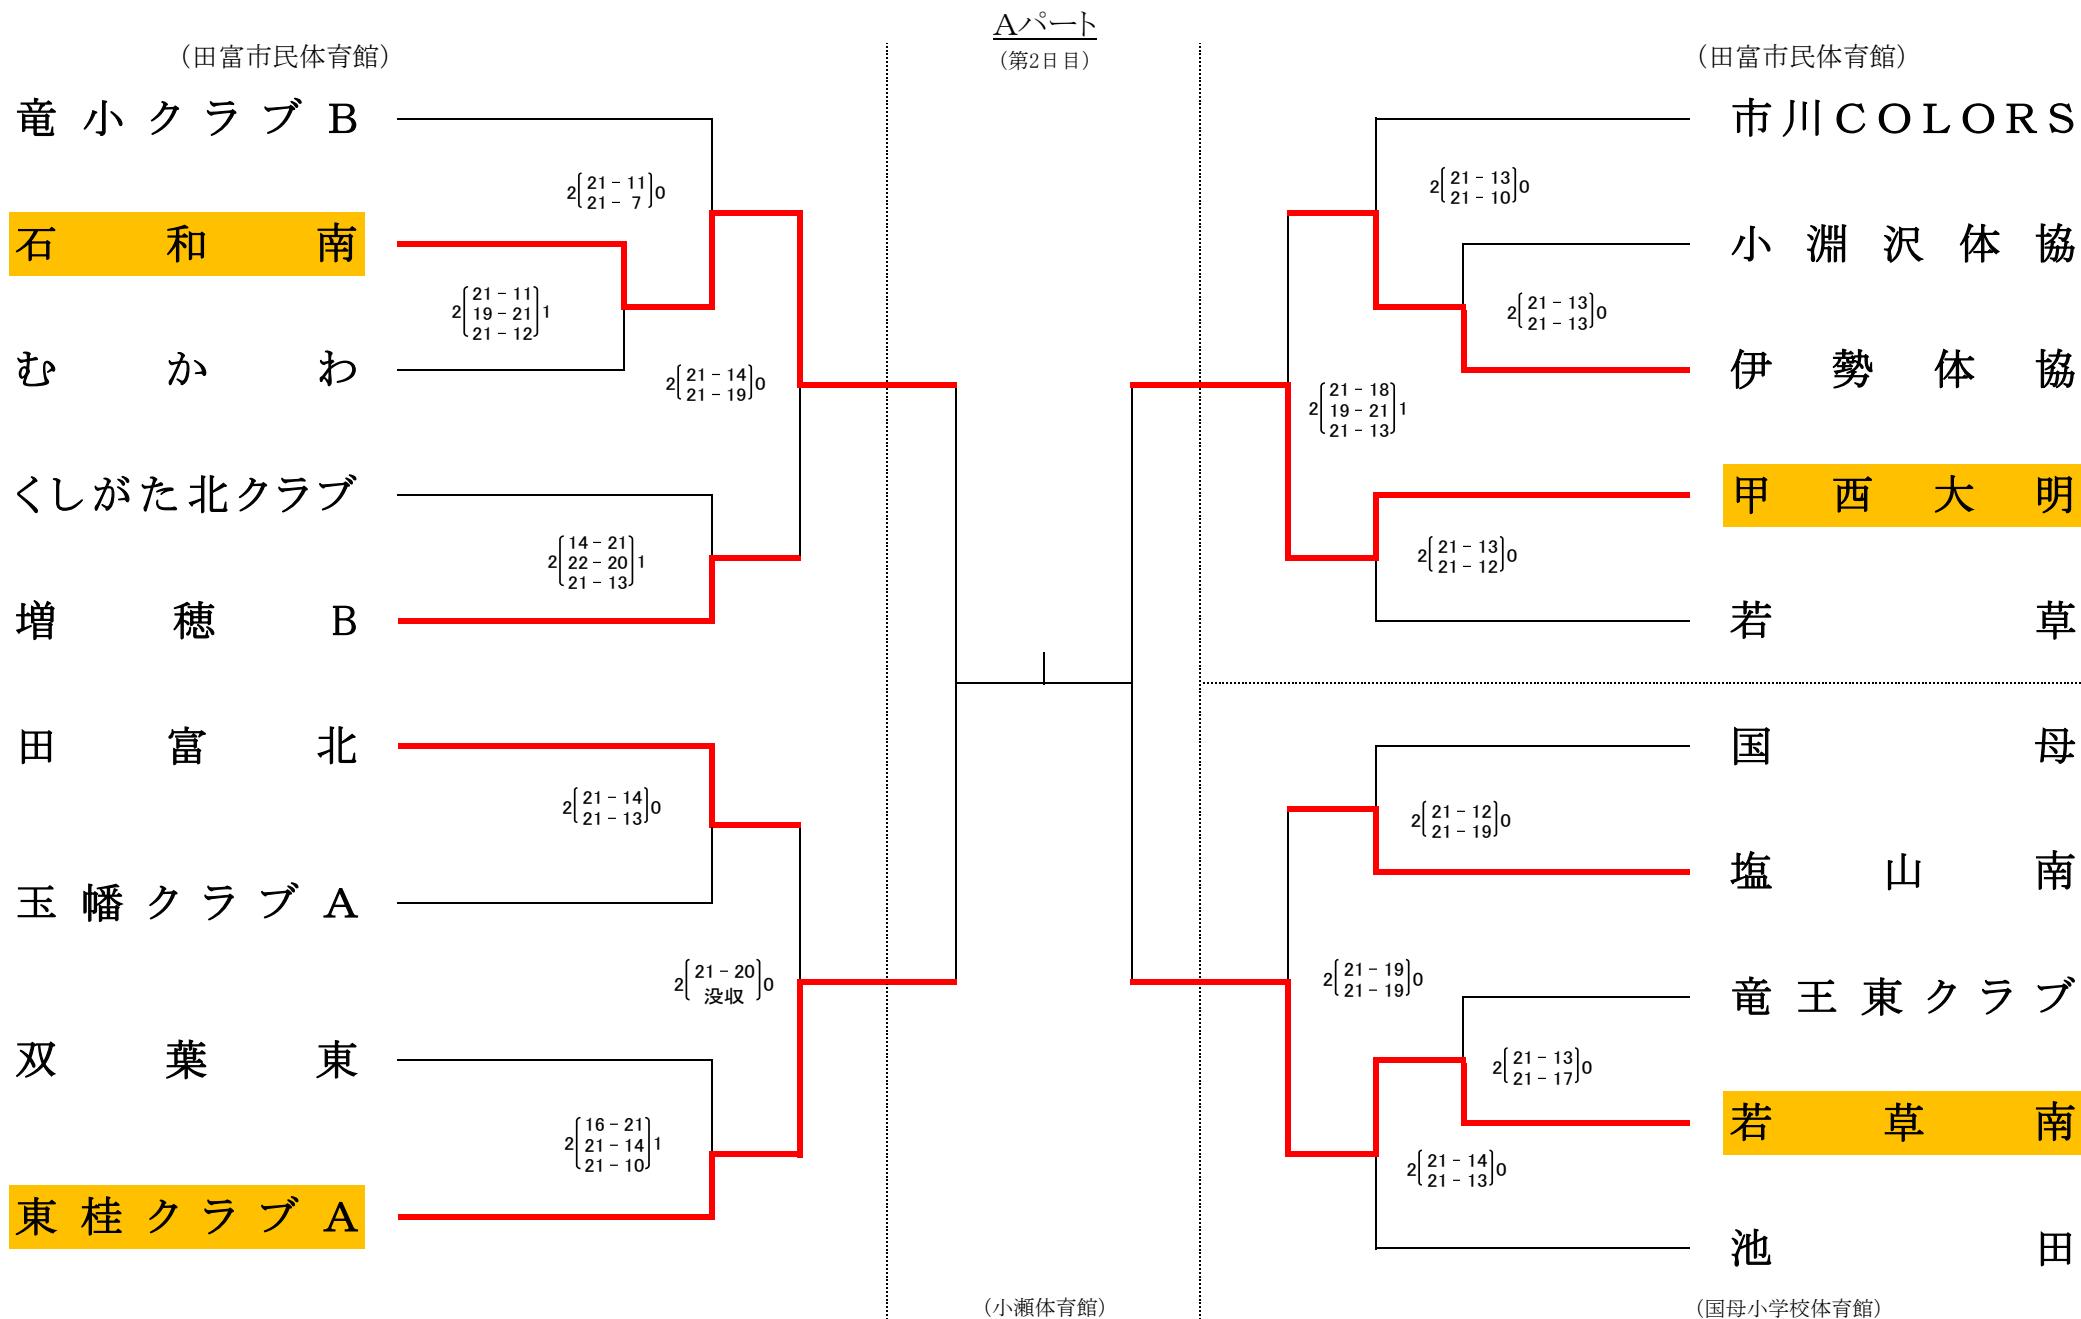 Aパート
(第2日目)
(田富市民体育館)
竜小クラブB
石和南
むかわ
くしがた北クラブ
増穂B
田富北
玉幡クラブA
双葉東
東桂クラブA
2[21-11 21-7]0
2[21-11 19-21 21-12]1
2[21-14 21-19]0
2[14-21 22-20 21-13]1
2[21-14 21-13]0
2[21-20 没収]0
2[16-21 21-14 21-10]1
(小瀬体育館)
(田富市民体育館)
市川COLORS
小淵沢体協
伊勢体協
甲西大明
若草
国母
塩山南
竜王東クラブ
若草南
池田
2[21-13 21-10]0
2[21-13 21-13]0
2[21-18 19-21 21-13]1
2[21-13 21-12]0
2[21-12 21-19]0
2[21-19 21-19]0
2[21-13 21-17]0
2[21-14 21-13]0
(国母小学校体育館)